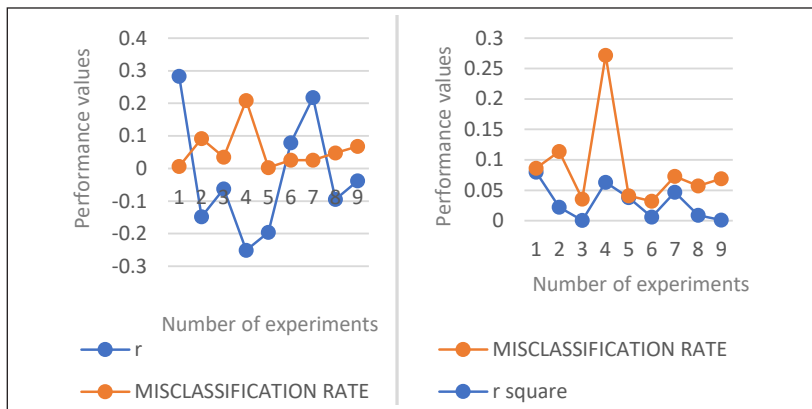 Performance values
0.4
0.3
0.2
0.1
0
-0.1
-0.2
-0.3
1 2 3 4 5 6 7 8 9
Number of experiments
r
MISCLASSIFICATION RATE
Performance values
0.3
0.25
0.2
0.15
0.1
0.05
0
1 2 3 4 5 6 7 8 9
Number of experiments
MISCLASSIFICATION RATE
r square